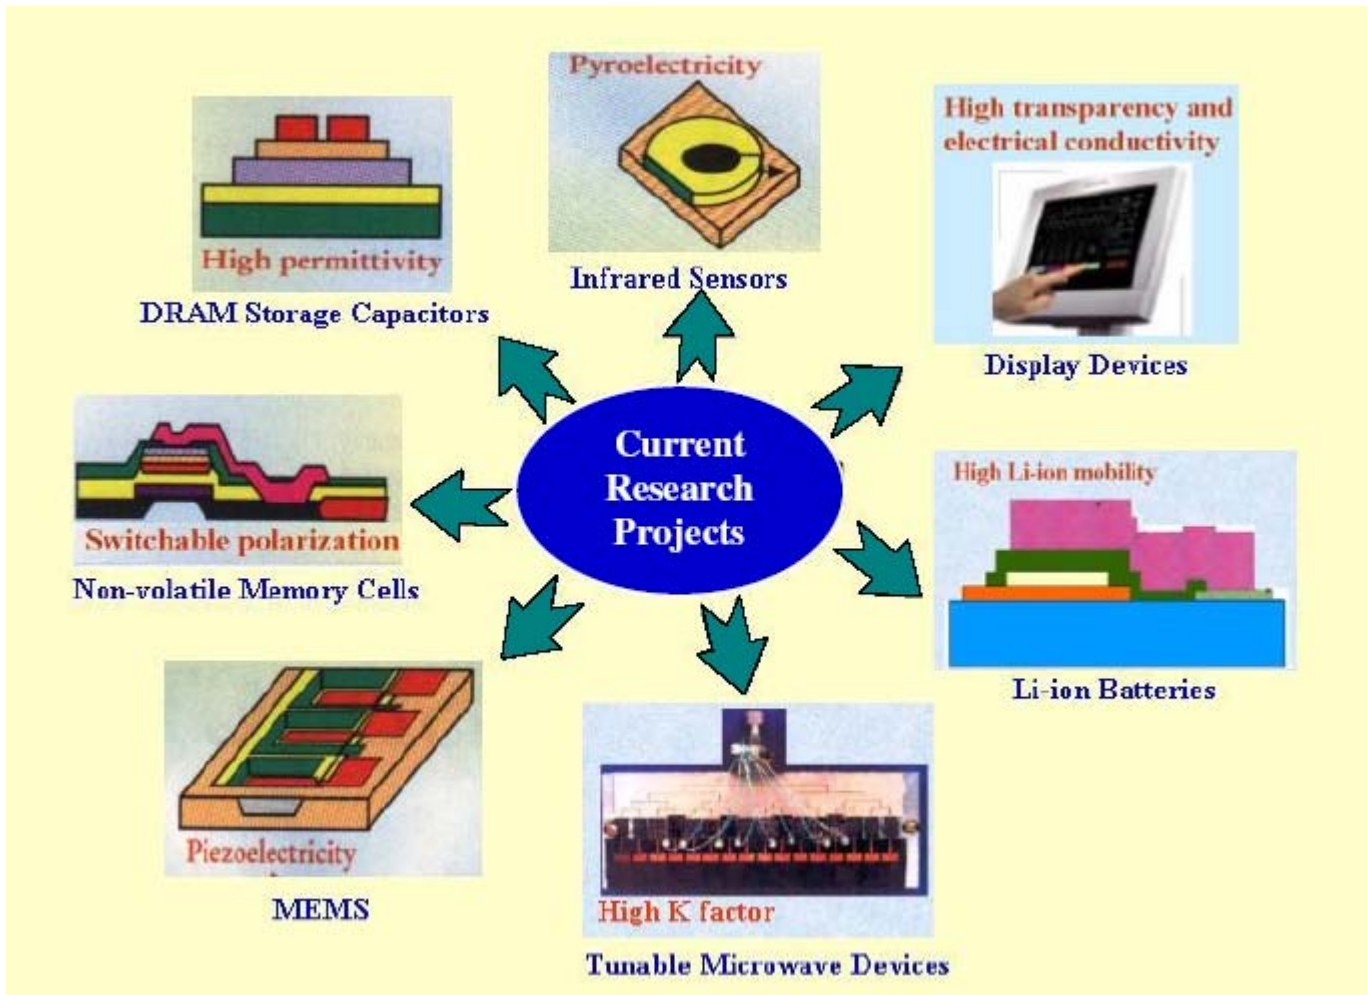 Pyroelectricity
Infrared Sensors
High transparency and
electrical conductivity
Display Devices
High permittivity
DRAM Storage Capacitors
Current
Research
Projects
High Li-ion mobility
Li-ion Batteries
Switchable polarization
Non-volatile Memory Cells
Piezoelectricity
MEMS
High K factor
Tunable Microwave Devices